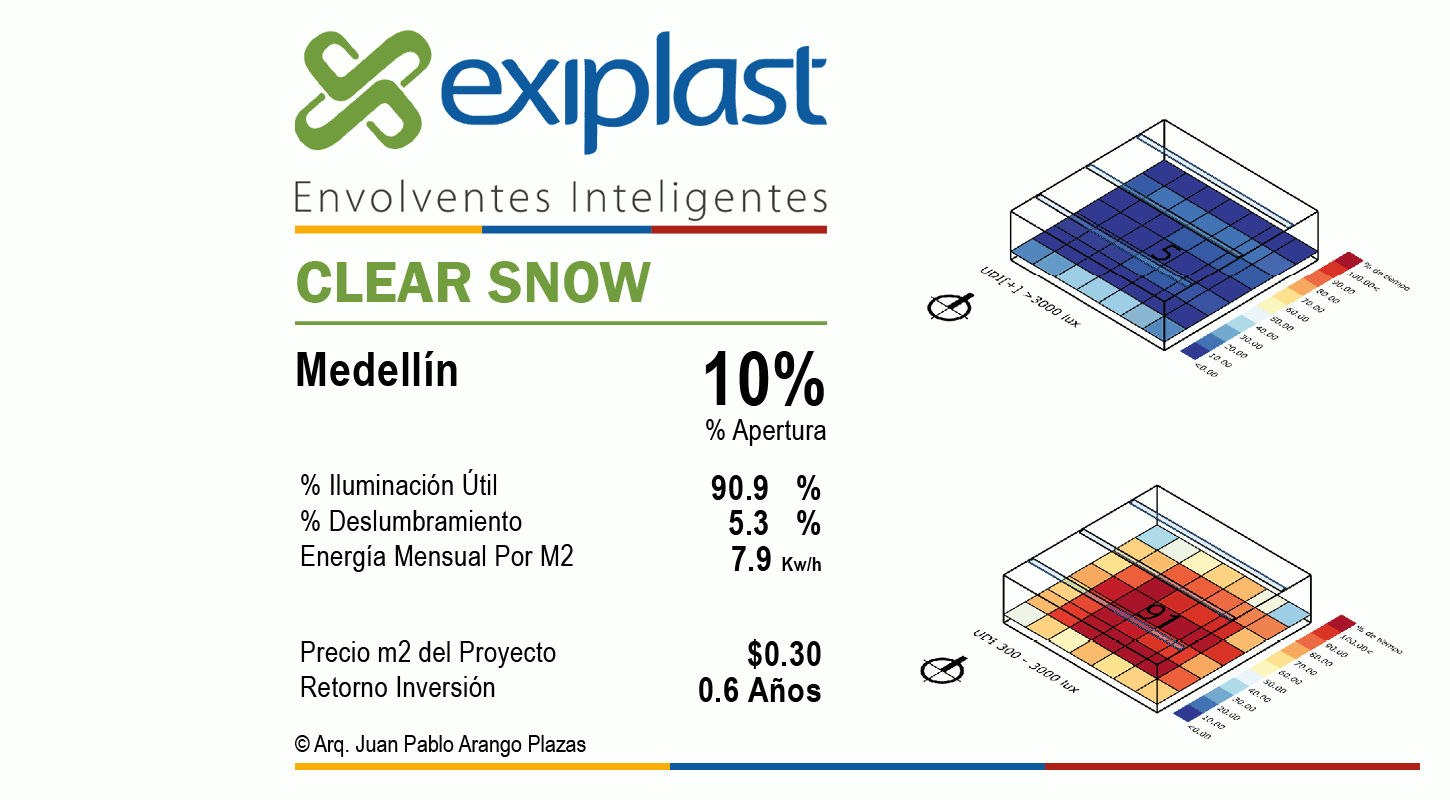 exiplast
Envolventes Inteligentes
CLEAR SNOW
Medellín
10%
% Apertura
% Iluminación Útil 90.9 %
% Deslumbramiento 5.3 %
Energía Mensual Por M2 7.9 Kw/h
Precio m2 del Proyecto $0.30
Retorno Inversión 0.6 Años
© Arq. Juan Pablo Arango Plazas
5
UDI[+] >3000 lux
% de tiempo
100.00<
90.00
80.00
70.00
60.00
50.00
40.00
30.00
20.00
10.00
<0.00
91
UDi 300 - 3000 lux
% de tiempo
100.00<
90.00
80.00
70.00
60.00
50.00
40.00
30.00
20.00
10.00
<0.00